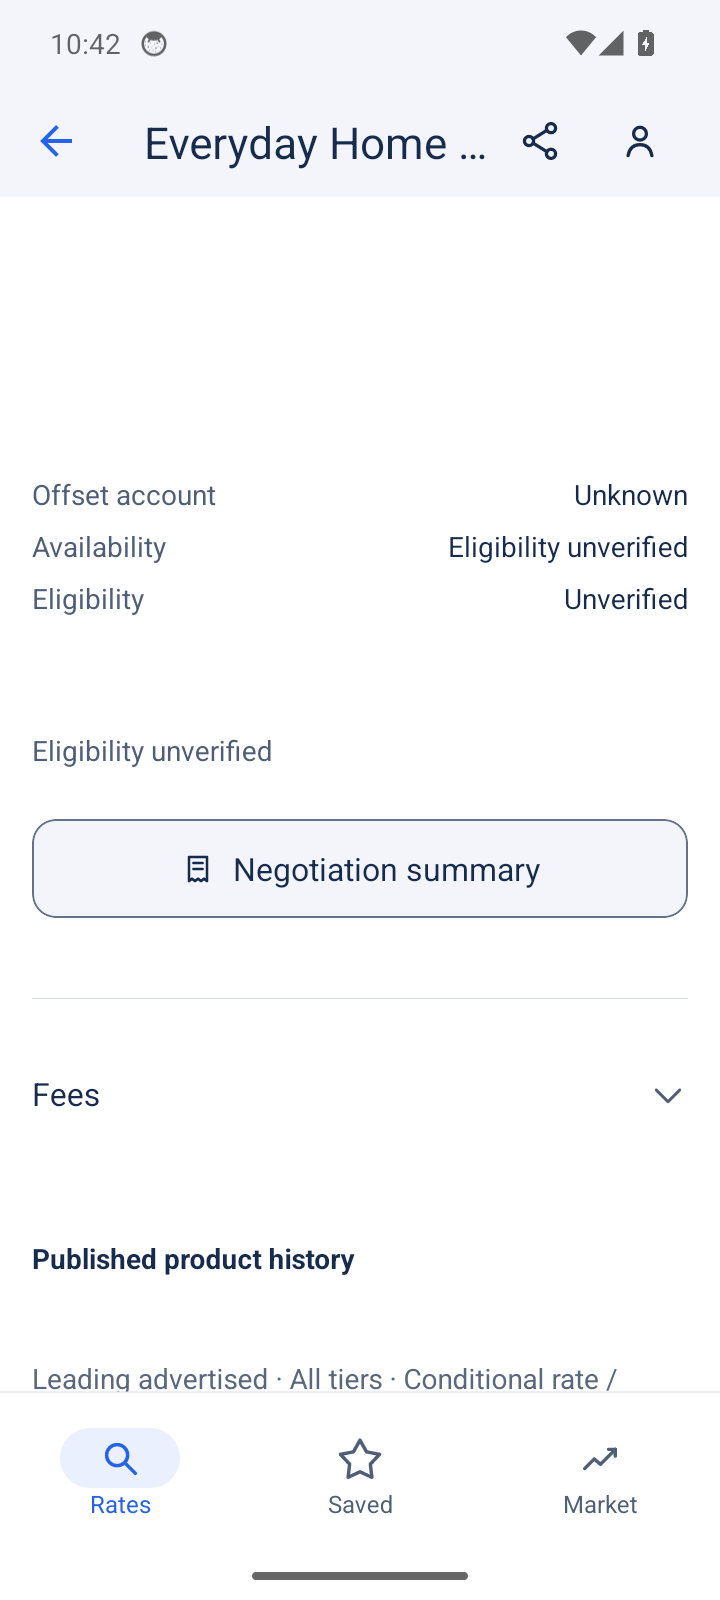 10:42
Everyday Home ...
Offset account Unknown
Availability Eligibility unverified
Eligibility Unverified
Eligibility unverified
Negotiation summary
Fees
Published product history
Leading advertised · All tiers · Conditional rate /
Rates Saved Market